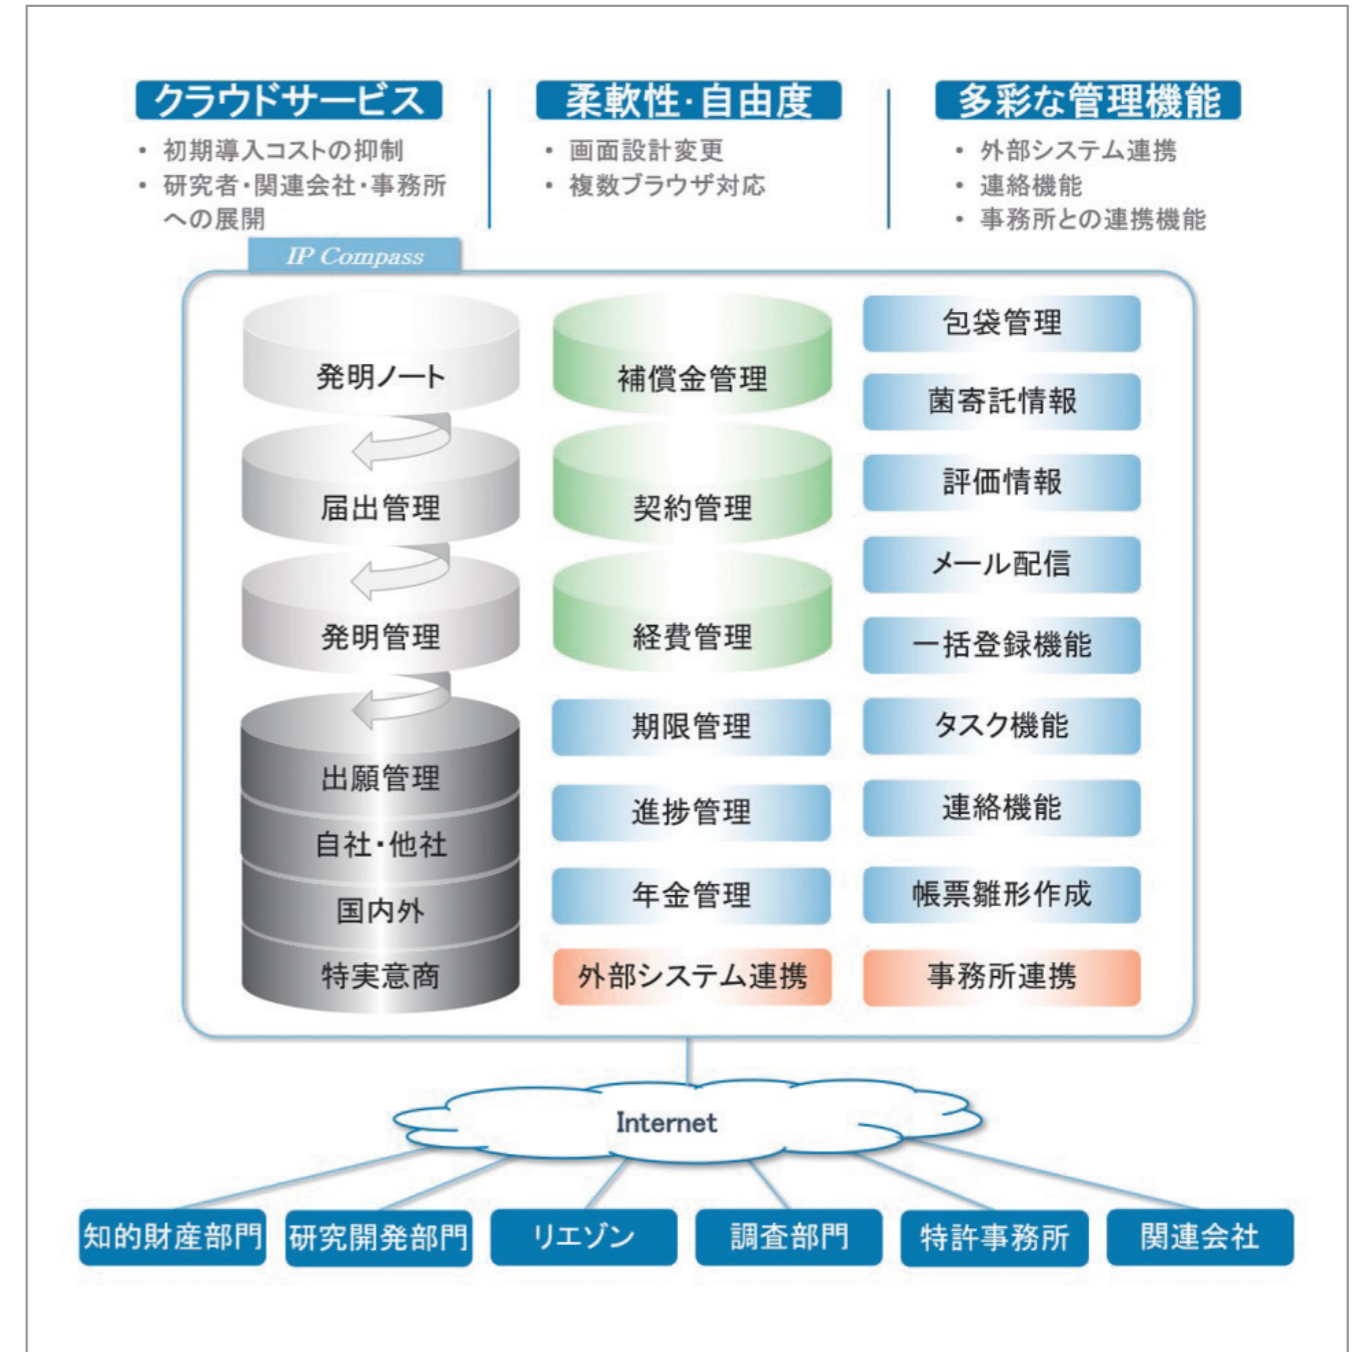 クラウドサービス
• 初期導入コストの抑制
• 研究者・関連会社・事務所
への展開
柔軟性・自由度
• 画面設計変更
• 複数ブラウザ対応
多彩な管理機能
• 外部システム連携
• 連絡機能
• 事務所との連携機能
IP Compass
発明ノート
届出管理
発明管理
出願管理
自社・他社
国内外
特実意商
補償金管理
契約管理
経費管理
期限管理
進捗管理
年金管理
外部システム連携
包袋管理
菌寄託情報
評価情報
メール配信
一括登録機能
タスク機能
連絡機能
帳票雛形作成
事務所連携
Internet
知的財産部門
研究開発部門
リエゾン
調査部門
特許事務所
関連会社